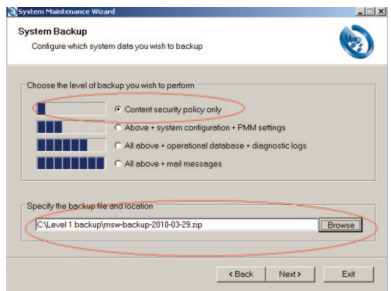 System Maintenance Wizard
System Backup
Configure which system data you wish to backup
Choose the level of backup you wish to perform
Content security policy only
Above + system configuration + PMM settings
All above + operational database + diagnostic logs
All above + mail messages
Specify the backup file and location
C:\Level 1 backup\msw-backup-2010-03-29.zip
Browse
< Back
Next >
Exit